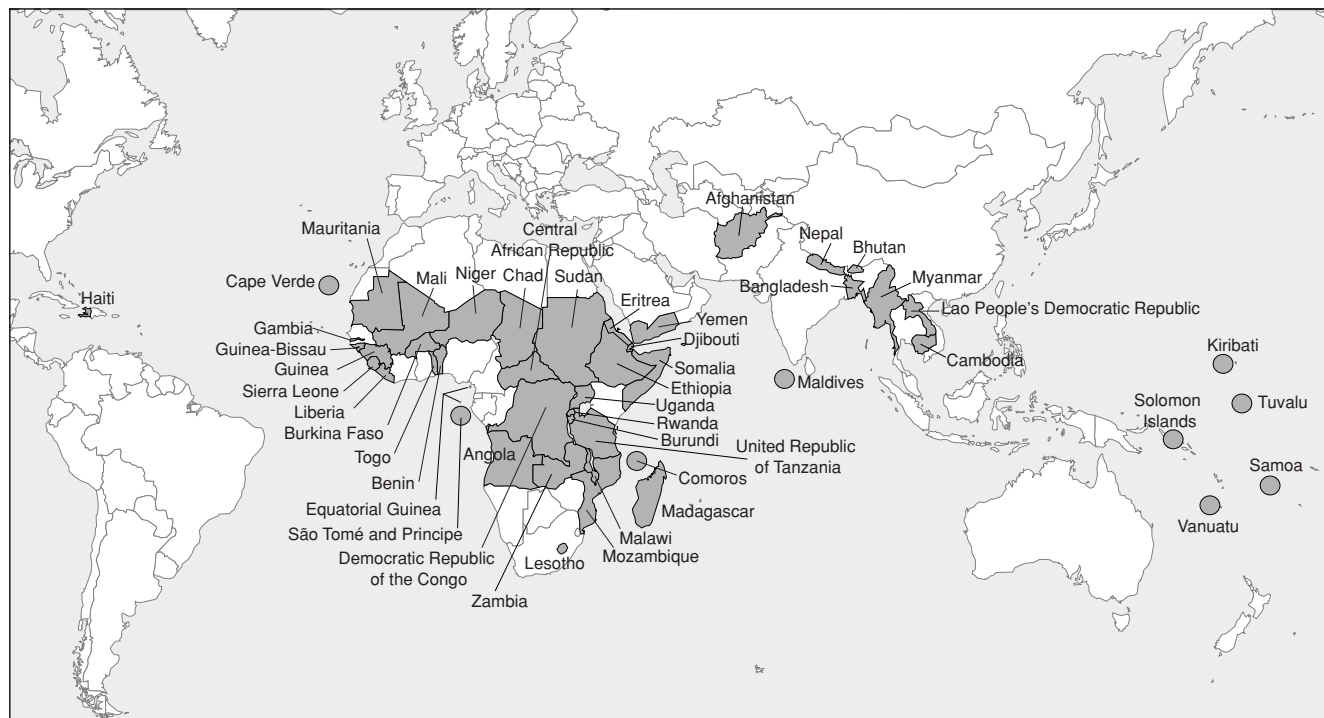 Afghanistan
Mauritania
Central
African Republic
Nepal
Bhutan
Cape Verde
Mali
Niger
Chad
Sudan
Bangladesh
Myanmar
Haiti
Eritrea
Lao People's Democratic Republic
Yemen
Gambia
Djibouti
Guinea-Bissau
Cambodia
Kiribati
Guinea
Somalia
Maldives
Sierra Leone
Ethiopia
Liberia
Uganda
Solomon
Islands
Tuvalu
Rwanda
Burkina Faso
Burundi
United Republic
of Tanzania
Togo
Angola
Samoa
Benin
Comoros
Equatorial Guinea
Madagascar
Vanuatu
São Tomé and Principe
Malawi
Democratic Republic
of the Congo
Mozambique
Lesotho
Zambia